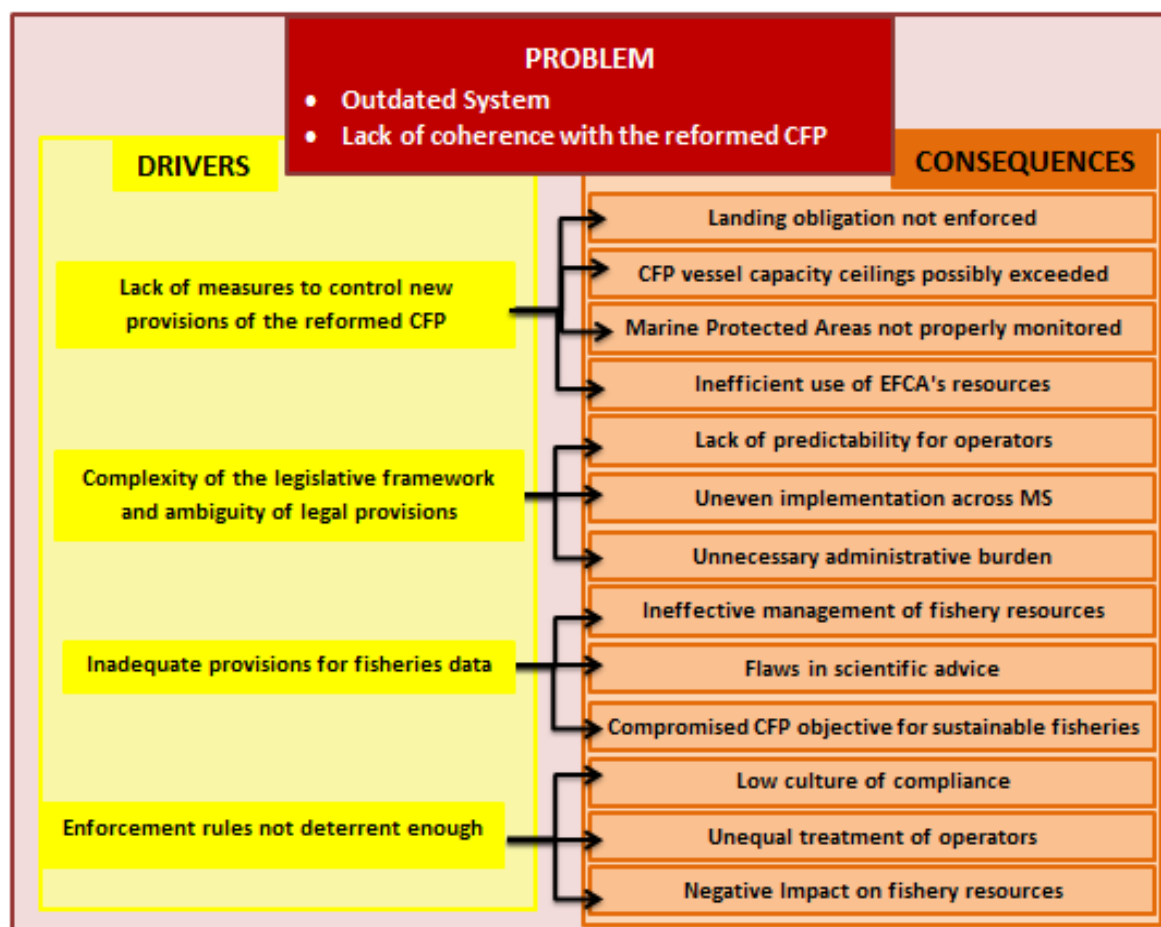 PROBLEM
• Outdated System
• Lack of coherence with the reformed CFP
DRIVERS
Lack of measures to control new
provisions of the reformed CFP
Complexity of the legislative framework
and ambiguity of legal provisions
Inadequate provisions for fisheries data
Enforcement rules not deterrent enough
CONSEQUENCES
Landing obligation not enforced
CFP vessel capacity ceilings possibly exceeded
Marine Protected Areas not properly monitored
Inefficient use of EFCA's resources
Lack of predictability for operators
Uneven implementation across MS
Unnecessary administrative burden
Ineffective management of fishery resources
Flaws in scientific advice
Compromised CFP objective for sustainable fisheries
Low culture of compliance
Unequal treatment of operators
Negative Impact on fishery resources